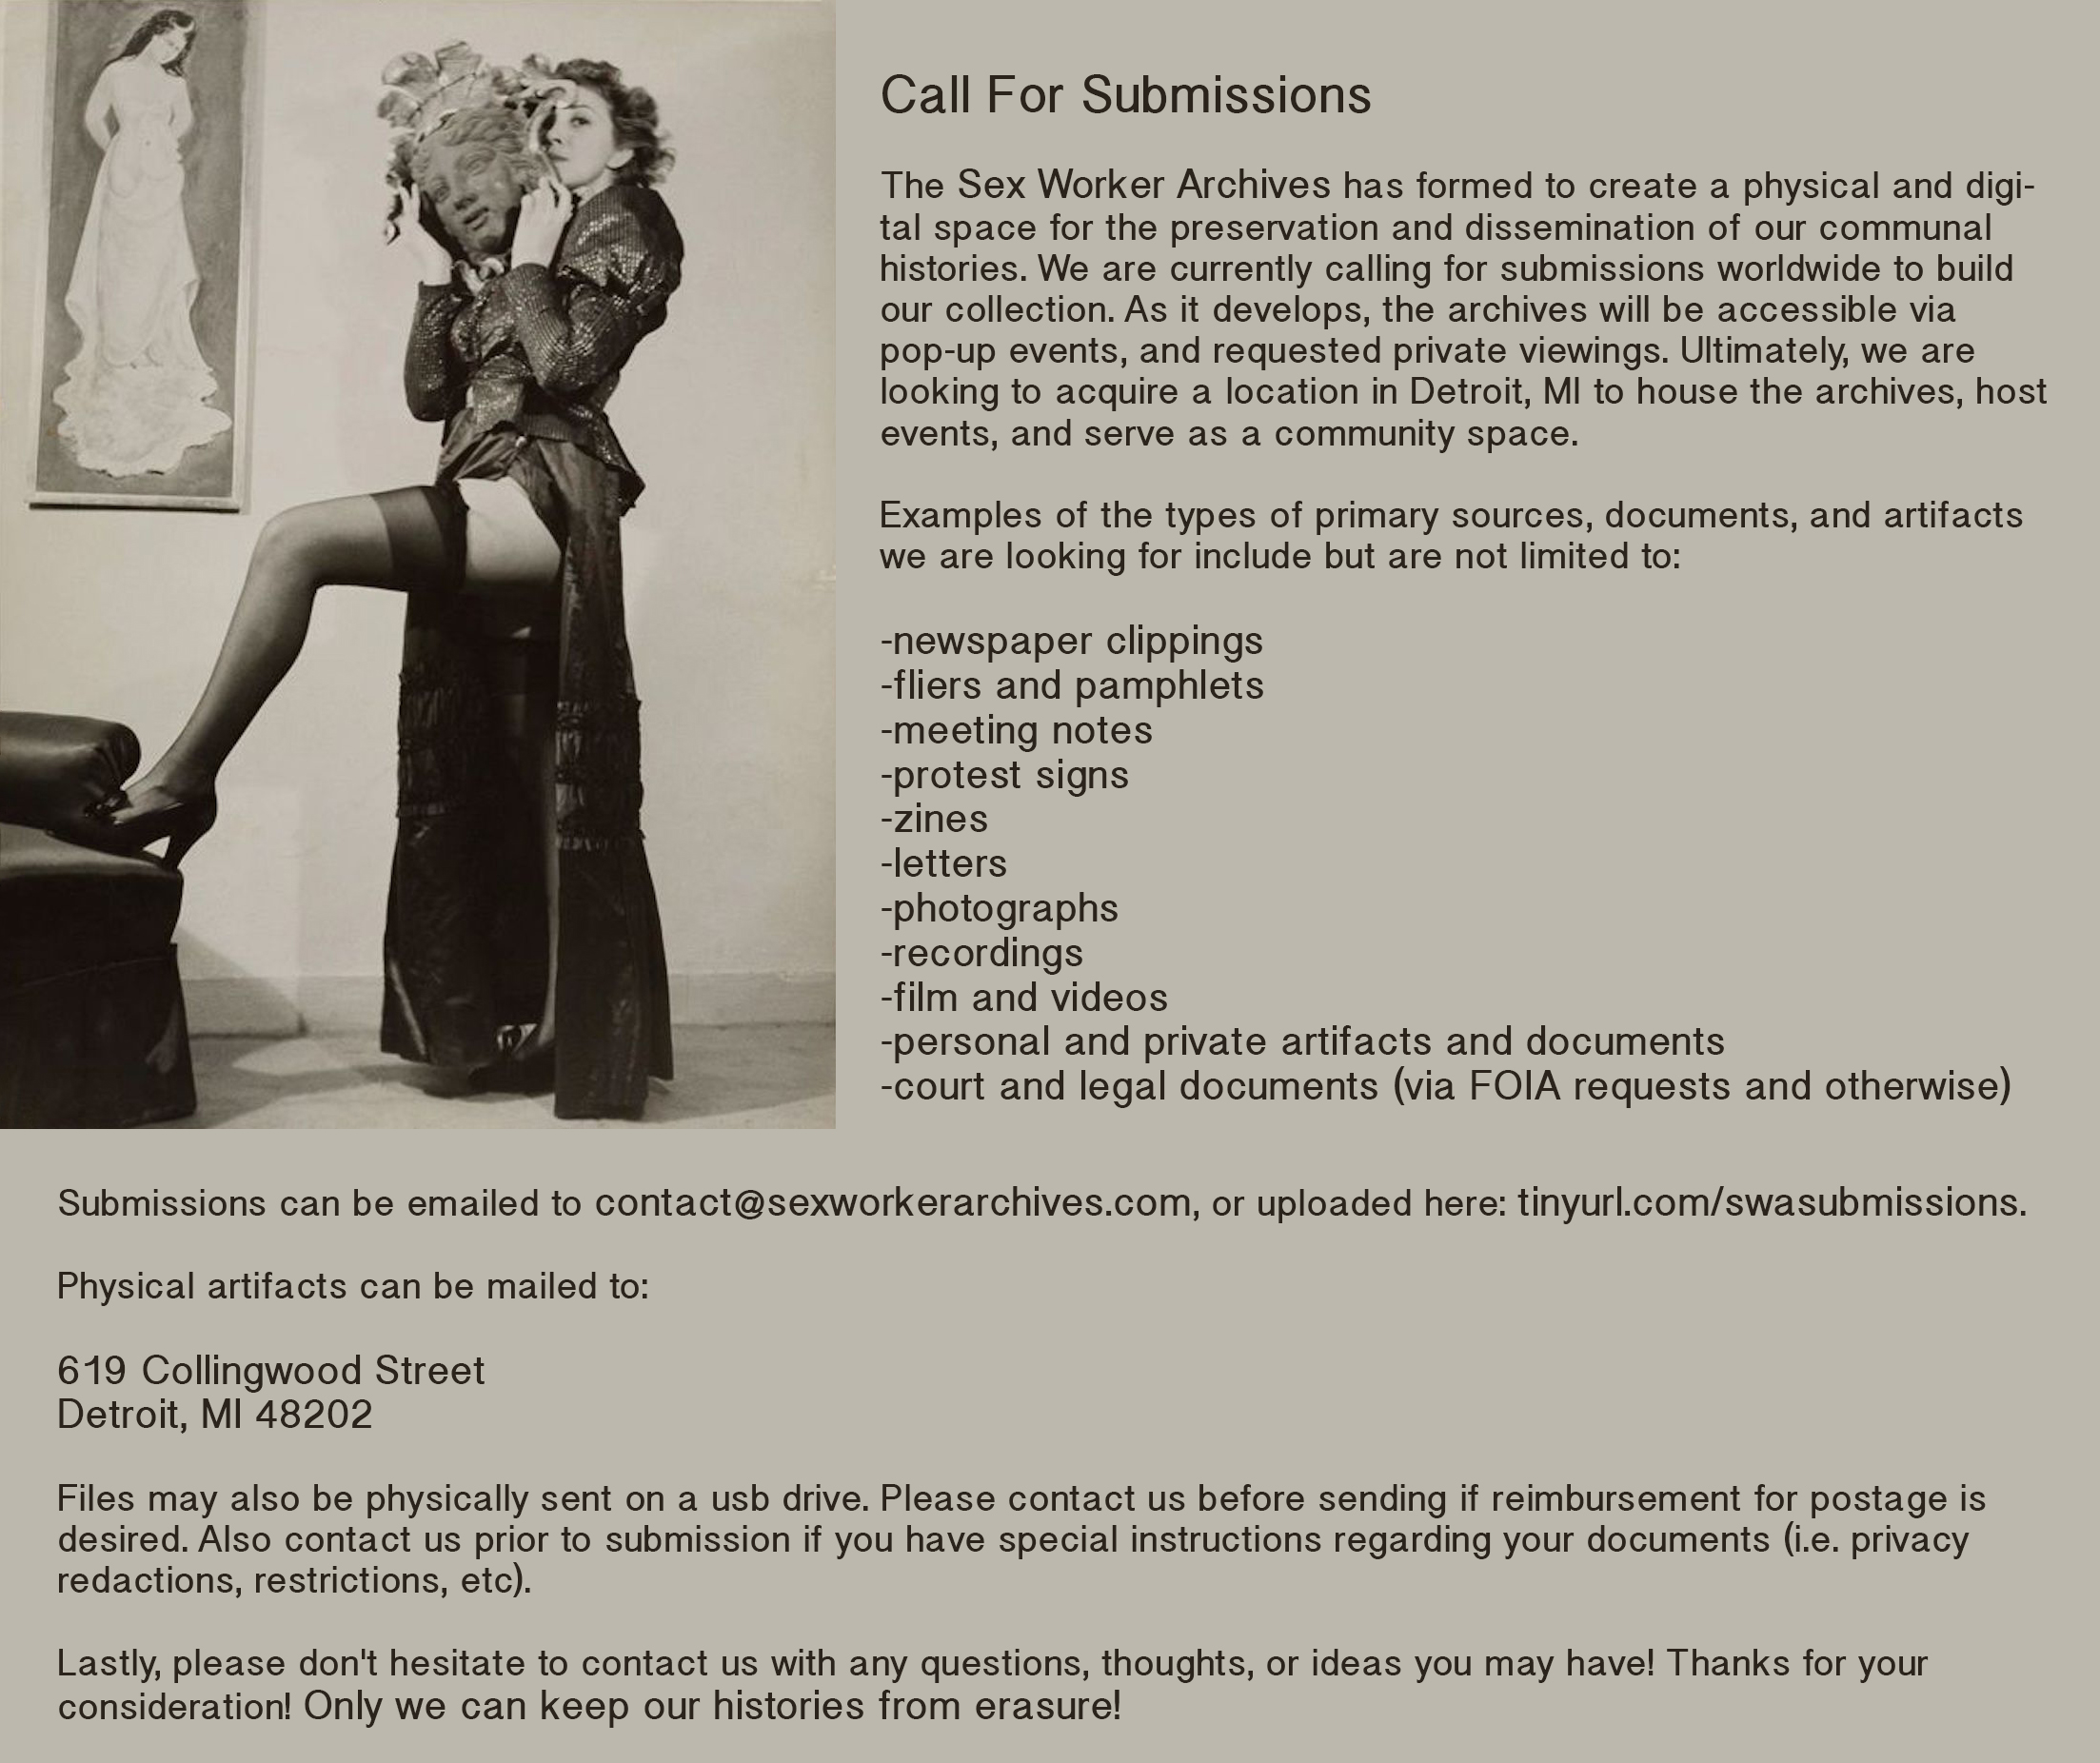 Call For Submissions
The Sex Worker Archives has formed to create a physical and digi-
tal space for the preservation and dissemination of our communal
histories. We are currently calling for submissions worldwide to build
our collection. As it develops, the archives will be accessible via
pop-up events, and requested private viewings. Ultimately, we are
looking to acquire a location in Detroit, MI to house the archives, host
events, and serve as a community space.
Examples of the types of primary sources, documents, and artifacts
we are looking for include but are not limited to:
-newspaper clippings
-fliers and pamphlets
-meeting notes
-protest signs
-zines
-letters
-photographs
-recordings
-film and videos
-personal and private artifacts and documents
-court and legal documents (via FOIA requests and otherwise)
Submissions can be emailed to contact@sexworkerarchives.com, or uploaded here: tinyurl.com/swasubmissions.
Physical artifacts can be mailed to:
619 Collingwood Street
Detroit, MI 48202
Files may also be physically sent on a usb drive. Please contact us before sending if reimbursement for postage is
desired. Also contact us prior to submission if you have special instructions regarding your documents (i.e. privacy
redactions, restrictions, etc).
Lastly, please don't hesitate to contact us with any questions, thoughts, or ideas you may have! Thanks for your
consideration! Only we can keep our histories from erasure!